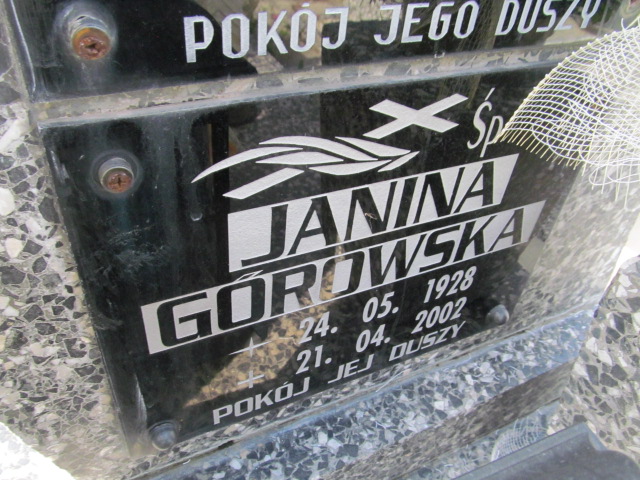 POKÓJ JEGO DUSZY
Śp
JANINA
GÓROWSKA
24. 05. 1928
+ 21. 04. 2002
POKÓJ JEJ DUSZY